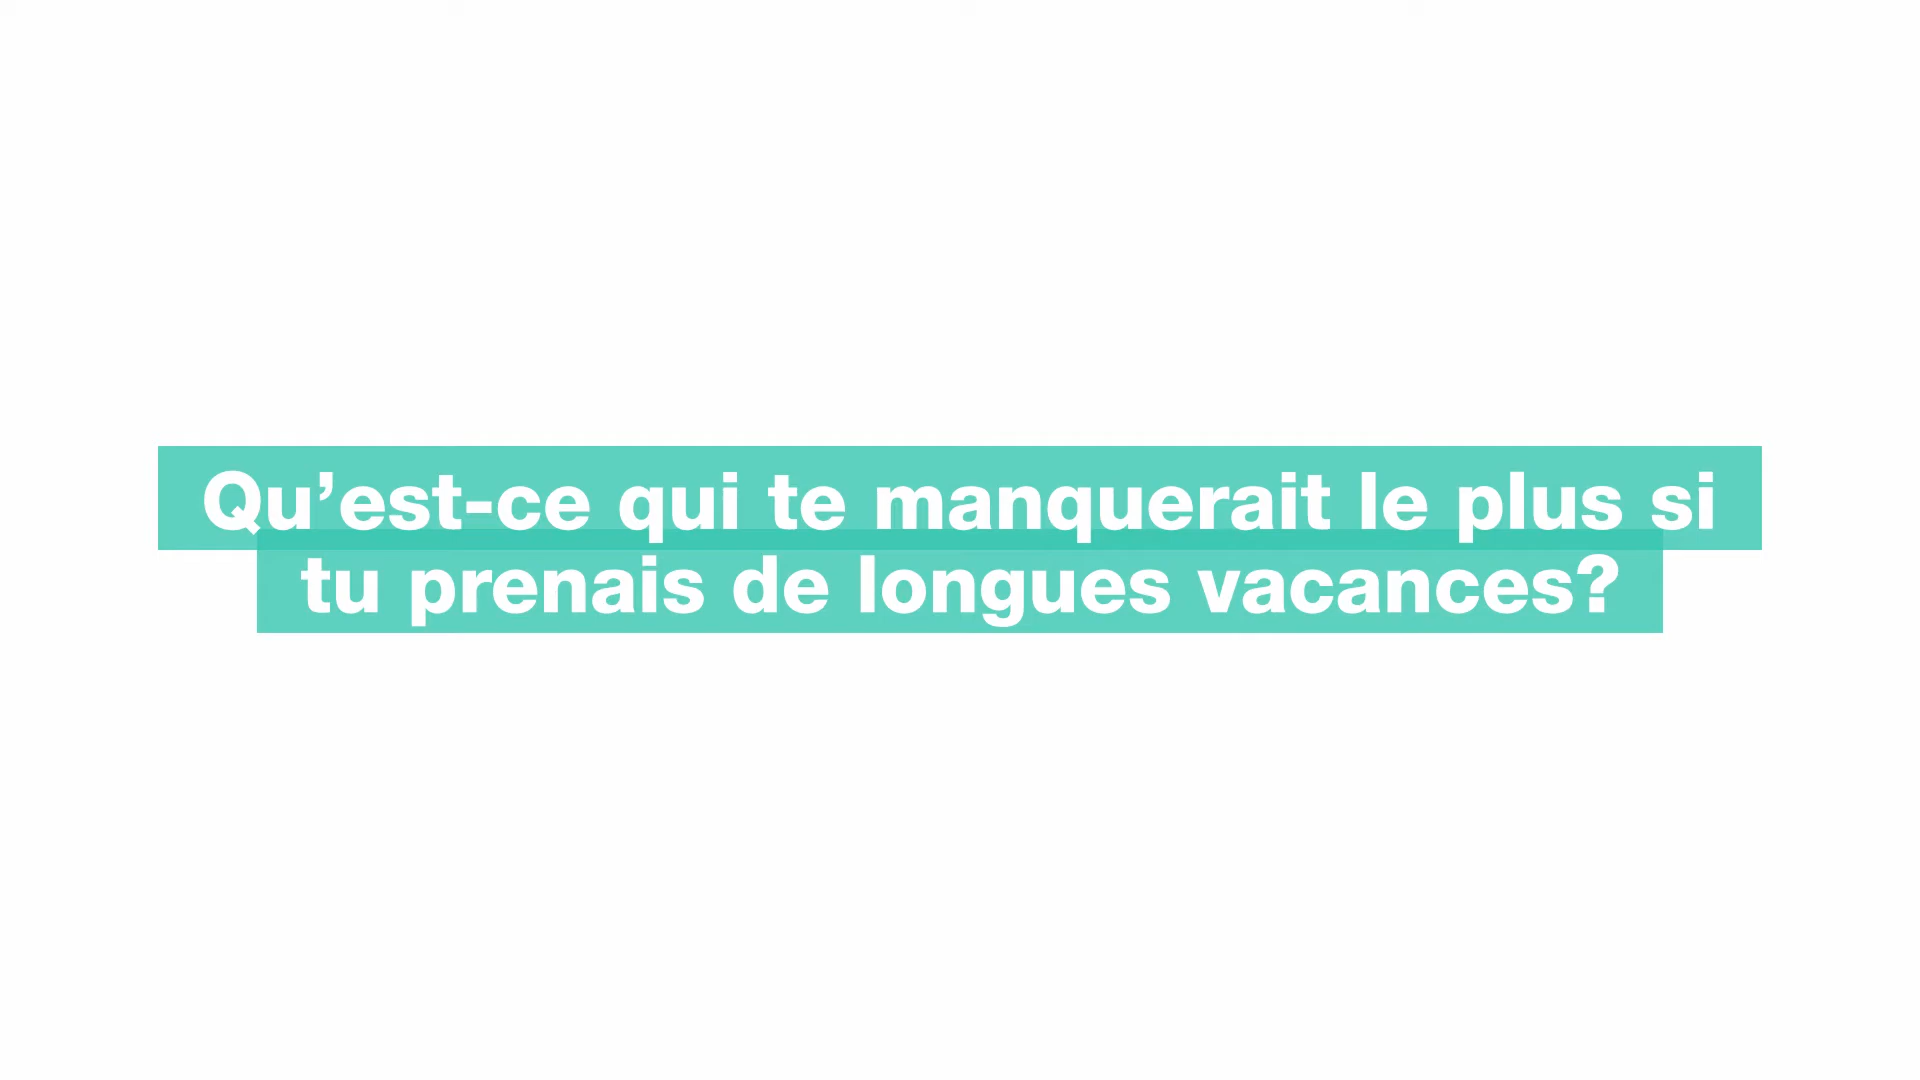 Qu’est-ce qui te manquerait le plus si
tu prenais de longues vacances?